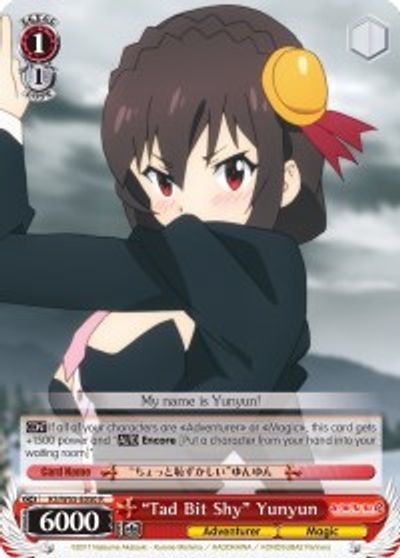 1
1
My name is Yunyun!
CONT If all of your characters are «Adventurer» or «Magic», this card gets
+1500 power and "AUTO Encore [Put a character from your hand into your
waiting room]"
Card Name
"ちょっと恥ずかしい"ゆんゆん
6000
"Tad Bit Shy" Yunyun
Adventurer
Magic